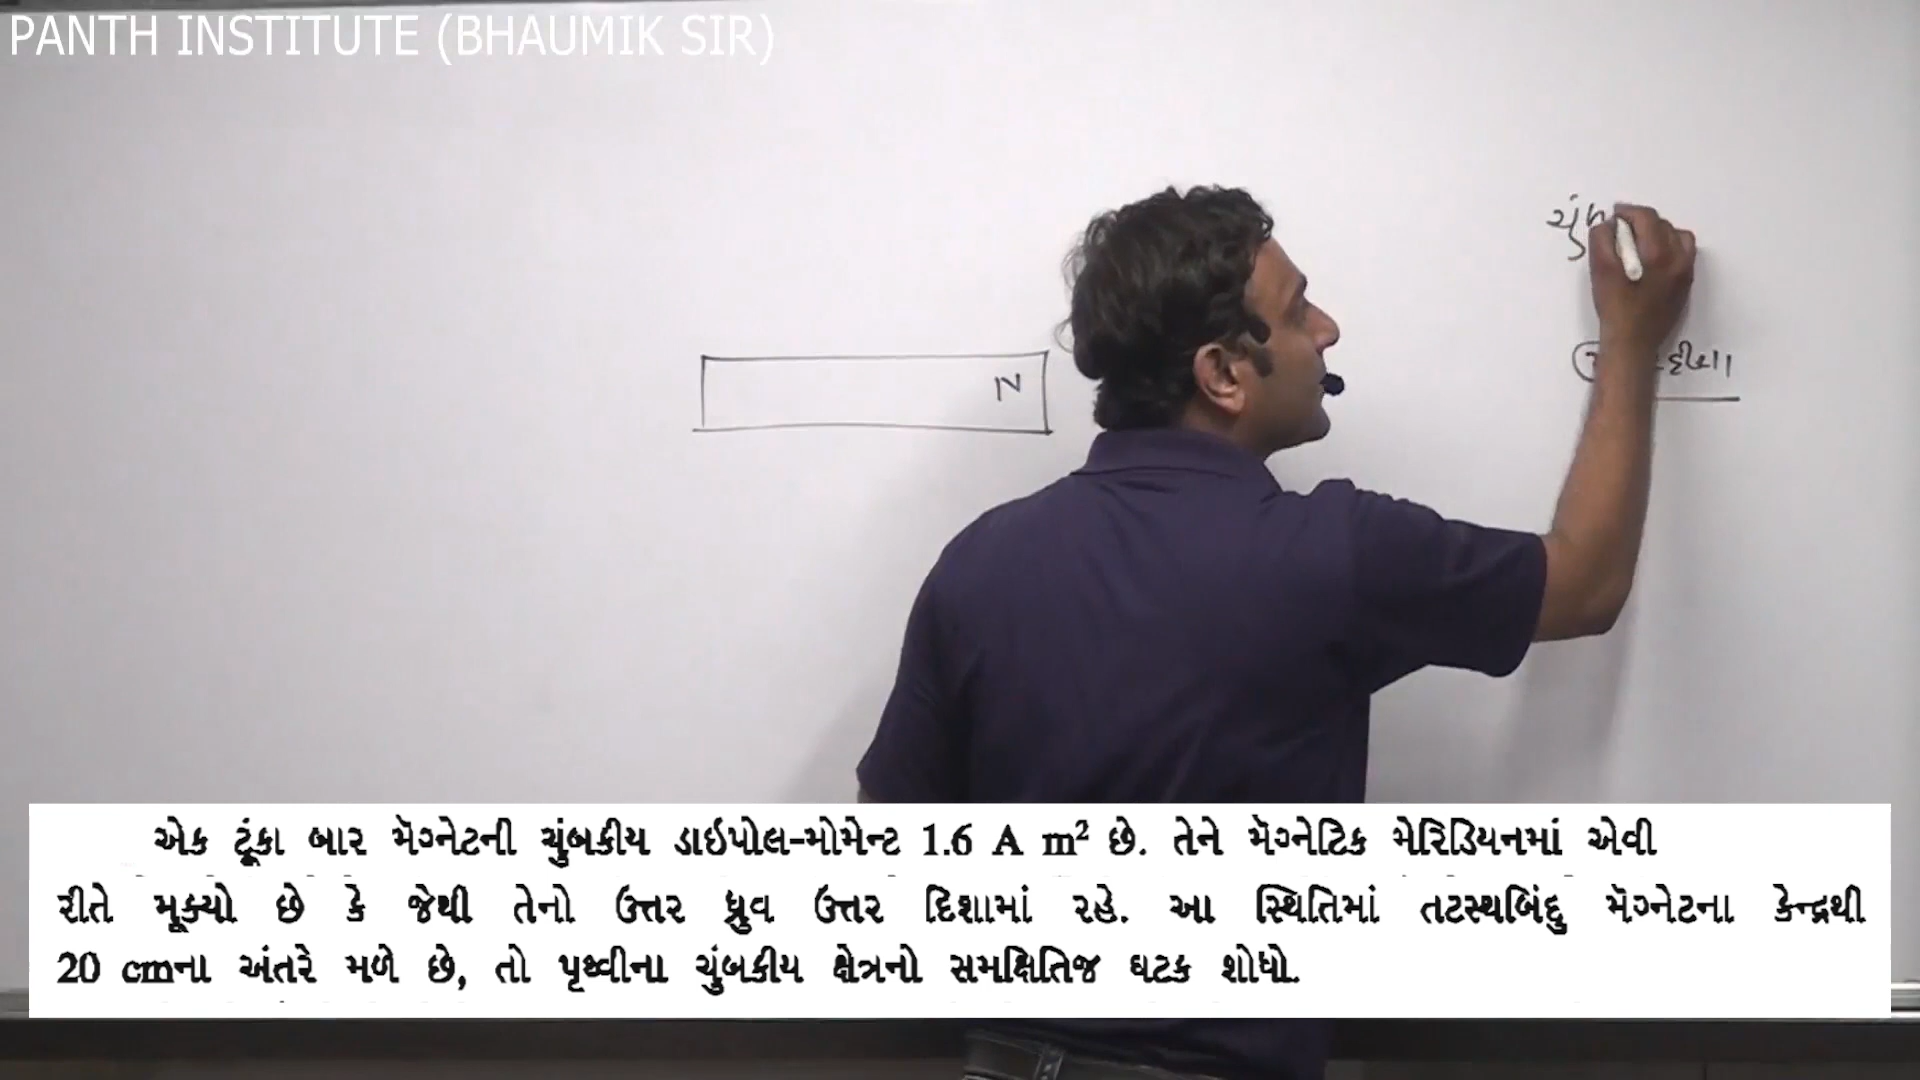 PANTH INSTITUTE (BHAUMIK SIR)
N
એક ટૂંકા બાર મૅગ્નેટની ચુંબકીય ડાઇપોલ-મોમેન્ટ 1.6 A m² છે. તેને મૅગ્નેટિક મેરિડિયનમાં એવી
રીતે મૂક્યો છે કે જેથી તેનો ઉત્તર ધ્રુવ ઉત્તર દિશામાં રહે. આ સ્થિતિમાં તટસ્થબિંદુ મૅગ્નેટના કેન્દ્રથી
20 cmના અંતરે મળે છે, તો પૃથ્વીના ચુંબકીય ક્ષેત્રનો સમક્ષિતિજ ઘટક શોધો.